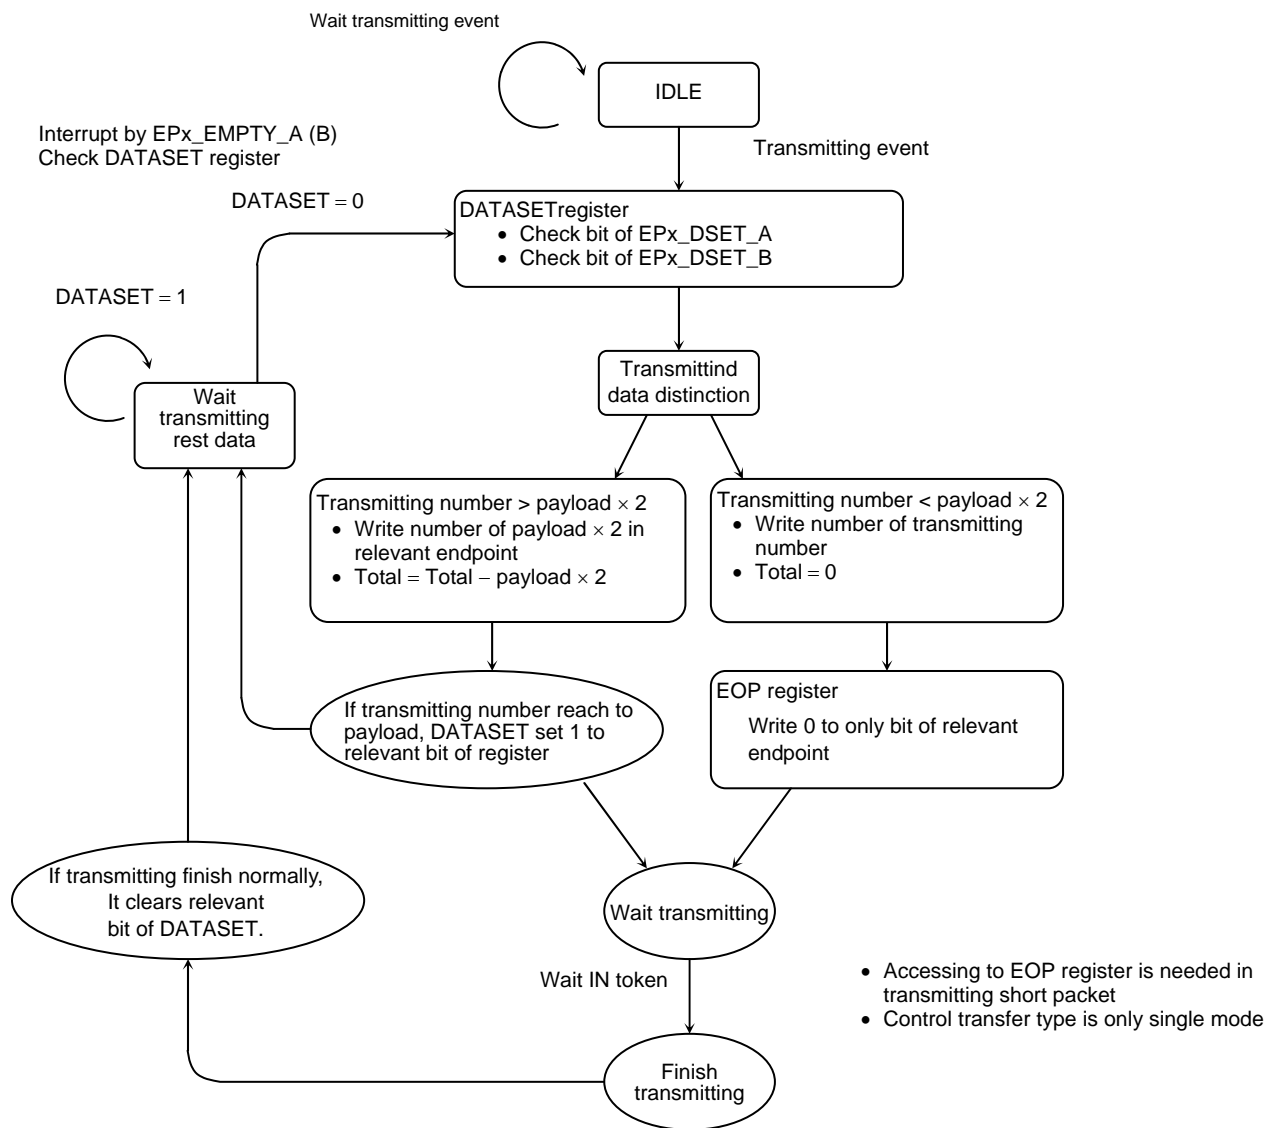 Wait transmitting event
IDLE
Interrupt by EPx_EMPTY_A (B)
Check DATASET register
Transmitting event
DATASET = 0
DATASETregister
• Check bit of EPx_DSET_A
• Check bit of EPx_DSET_B
DATASET = 1
Transmittind
data distinction
Wait
transmitting
rest data
Transmitting number > payload × 2
• Write number of payload × 2 in
relevant endpoint
• Total = Total − payload × 2
Transmitting number < payload × 2
• Write number of transmitting
number
• Total = 0
If transmitting number reach to
payload, DATASET set 1 to
relevant bit of register
EOP register
Write 0 to only bit of relevant
endpoint
If transmitting finish normally,
It clears relevant
bit of DATASET.
Wait transmitting
Wait IN token
• Accessing to EOP register is needed in
transmitting short packet
• Control transfer type is only single mode
Finish
transmitting